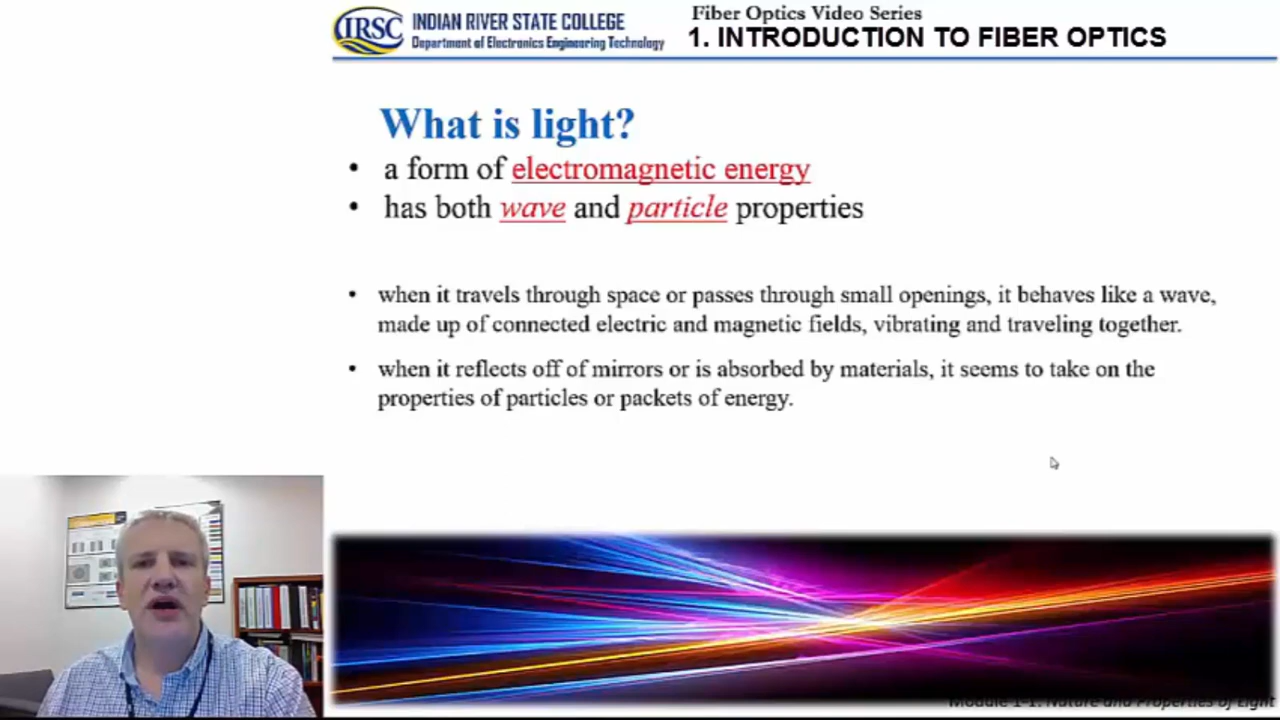 IRSC
INDIAN RIVER STATE COLLEGE
Department of Electronics Engineering Technology
Fiber Optics Video Series
1. INTRODUCTION TO FIBER OPTICS
What is light?
• a form of electromagnetic energy
• has both wave and particle properties
• when it travels through space or passes through small openings, it behaves like a wave,
made up of connected electric and magnetic fields, vibrating and traveling together.
• when it reflects off of mirrors or is absorbed by materials, it seems to take on the
properties of particles or packets of energy.
Module 1-1: Nature and Properties of Light